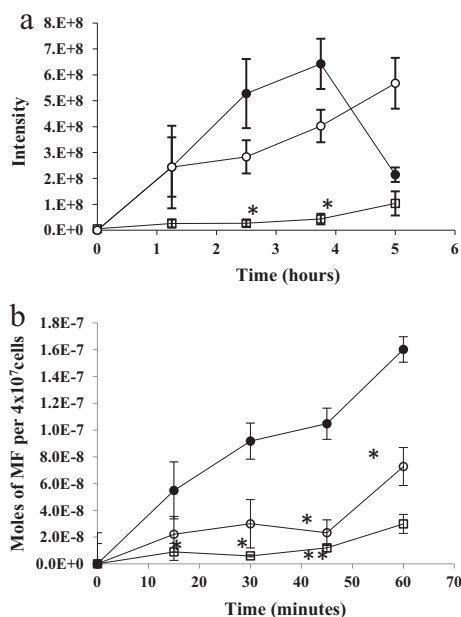 a
8.E+8
7.E+8
6.E+8
5.E+8
4.E+8
3.E+8
2.E+8
1.E+8
0.E+0
Intensity
*
*
0 1 2 3 4 5 6
Time (hours)
b
1.8E-7
1.6E-7
1.4E-7
1.2E-7
1.0E-7
8.0E-8
6.0E-8
4.0E-8
2.0E-8
0.0E+0
Moles of MF per 4x10⁷cells
*
*
*
*
**
0 10 20 30 40 50 60 70
Time (minutes)